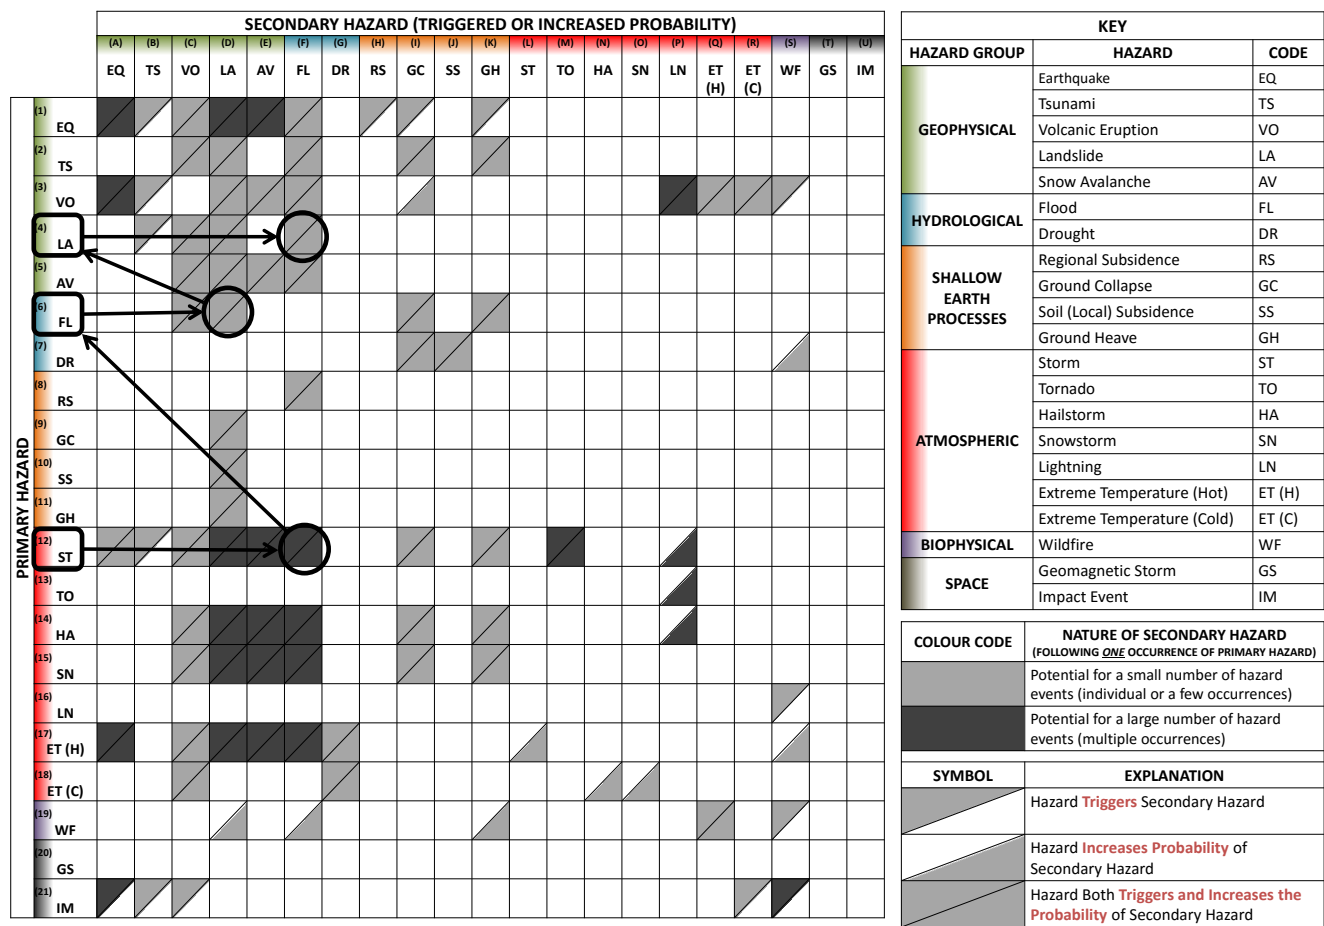 SECONDARY HAZARD (TRIGGERED OR INCREASED PROBABILITY)
(A) (B) (C) (D) (E) (F) (G) (H) (I) (J) (K) (L) (M) (N) (O) (P) (Q) (R) (S) (T) (U)
EQ TS VO LA AV FL DR RS GC SS GH ST TO HA SN LN ET (H) ET (C) WF GS IM
PRIMARY HAZARD
(1) EQ
(2) TS
(3) VO
(4) LA
(5) AV
(6) FL
(7) DR
(8) RS
(9) GC
(10) SS
(11) GH
(12) ST
(13) TO
(14) HA
(15) SN
(16) LN
(17) ET (H)
(18) ET (C)
(19) WF
(20) GS
(21) IM
KEY
HAZARD GROUP HAZARD CODE
GEOPHYSICAL
Earthquake EQ
Tsunami TS
Volcanic Eruption VO
Landslide LA
Snow Avalanche AV
HYDROLOGICAL
Flood FL
Drought DR
SHALLOW
EARTH
PROCESSES
Regional Subsidence RS
Ground Collapse GC
Soil (Local) Subsidence SS
Ground Heave GH
ATMOSPHERIC
Storm ST
Tornado TO
Hailstorm HA
Snowstorm SN
Lightning LN
Extreme Temperature (Hot) ET (H)
Extreme Temperature (Cold) ET (C)
BIOPHYSICAL
Wildfire WF
SPACE
Geomagnetic Storm GS
Impact Event IM
COLOUR CODE
NATURE OF SECONDARY HAZARD
(FOLLOWING ONE OCCURRENCE OF PRIMARY HAZARD)
Potential for a small number of hazard
events (individual or a few occurrences)
Potential for a large number of hazard
events (multiple occurrences)
SYMBOL EXPLANATION
Hazard Triggers Secondary Hazard
Hazard Increases Probability of
Secondary Hazard
Hazard Both Triggers and Increases the
Probability of Secondary Hazard